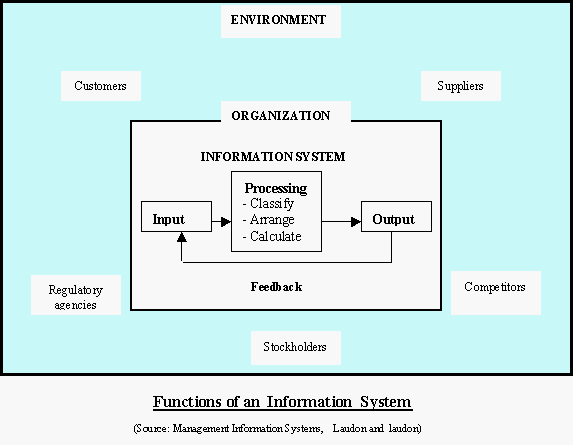 ENVIRONMENT
Customers
Suppliers
ORGANIZATION
INFORMATION SYSTEM
Processing
- Classify
- Arrange
- Calculate
Input
Output
Feedback
Regulatory
agencies
Competitors
Stockholders
Functions of an Information System
(Source: Management Information Systems, Laudon and laudon)